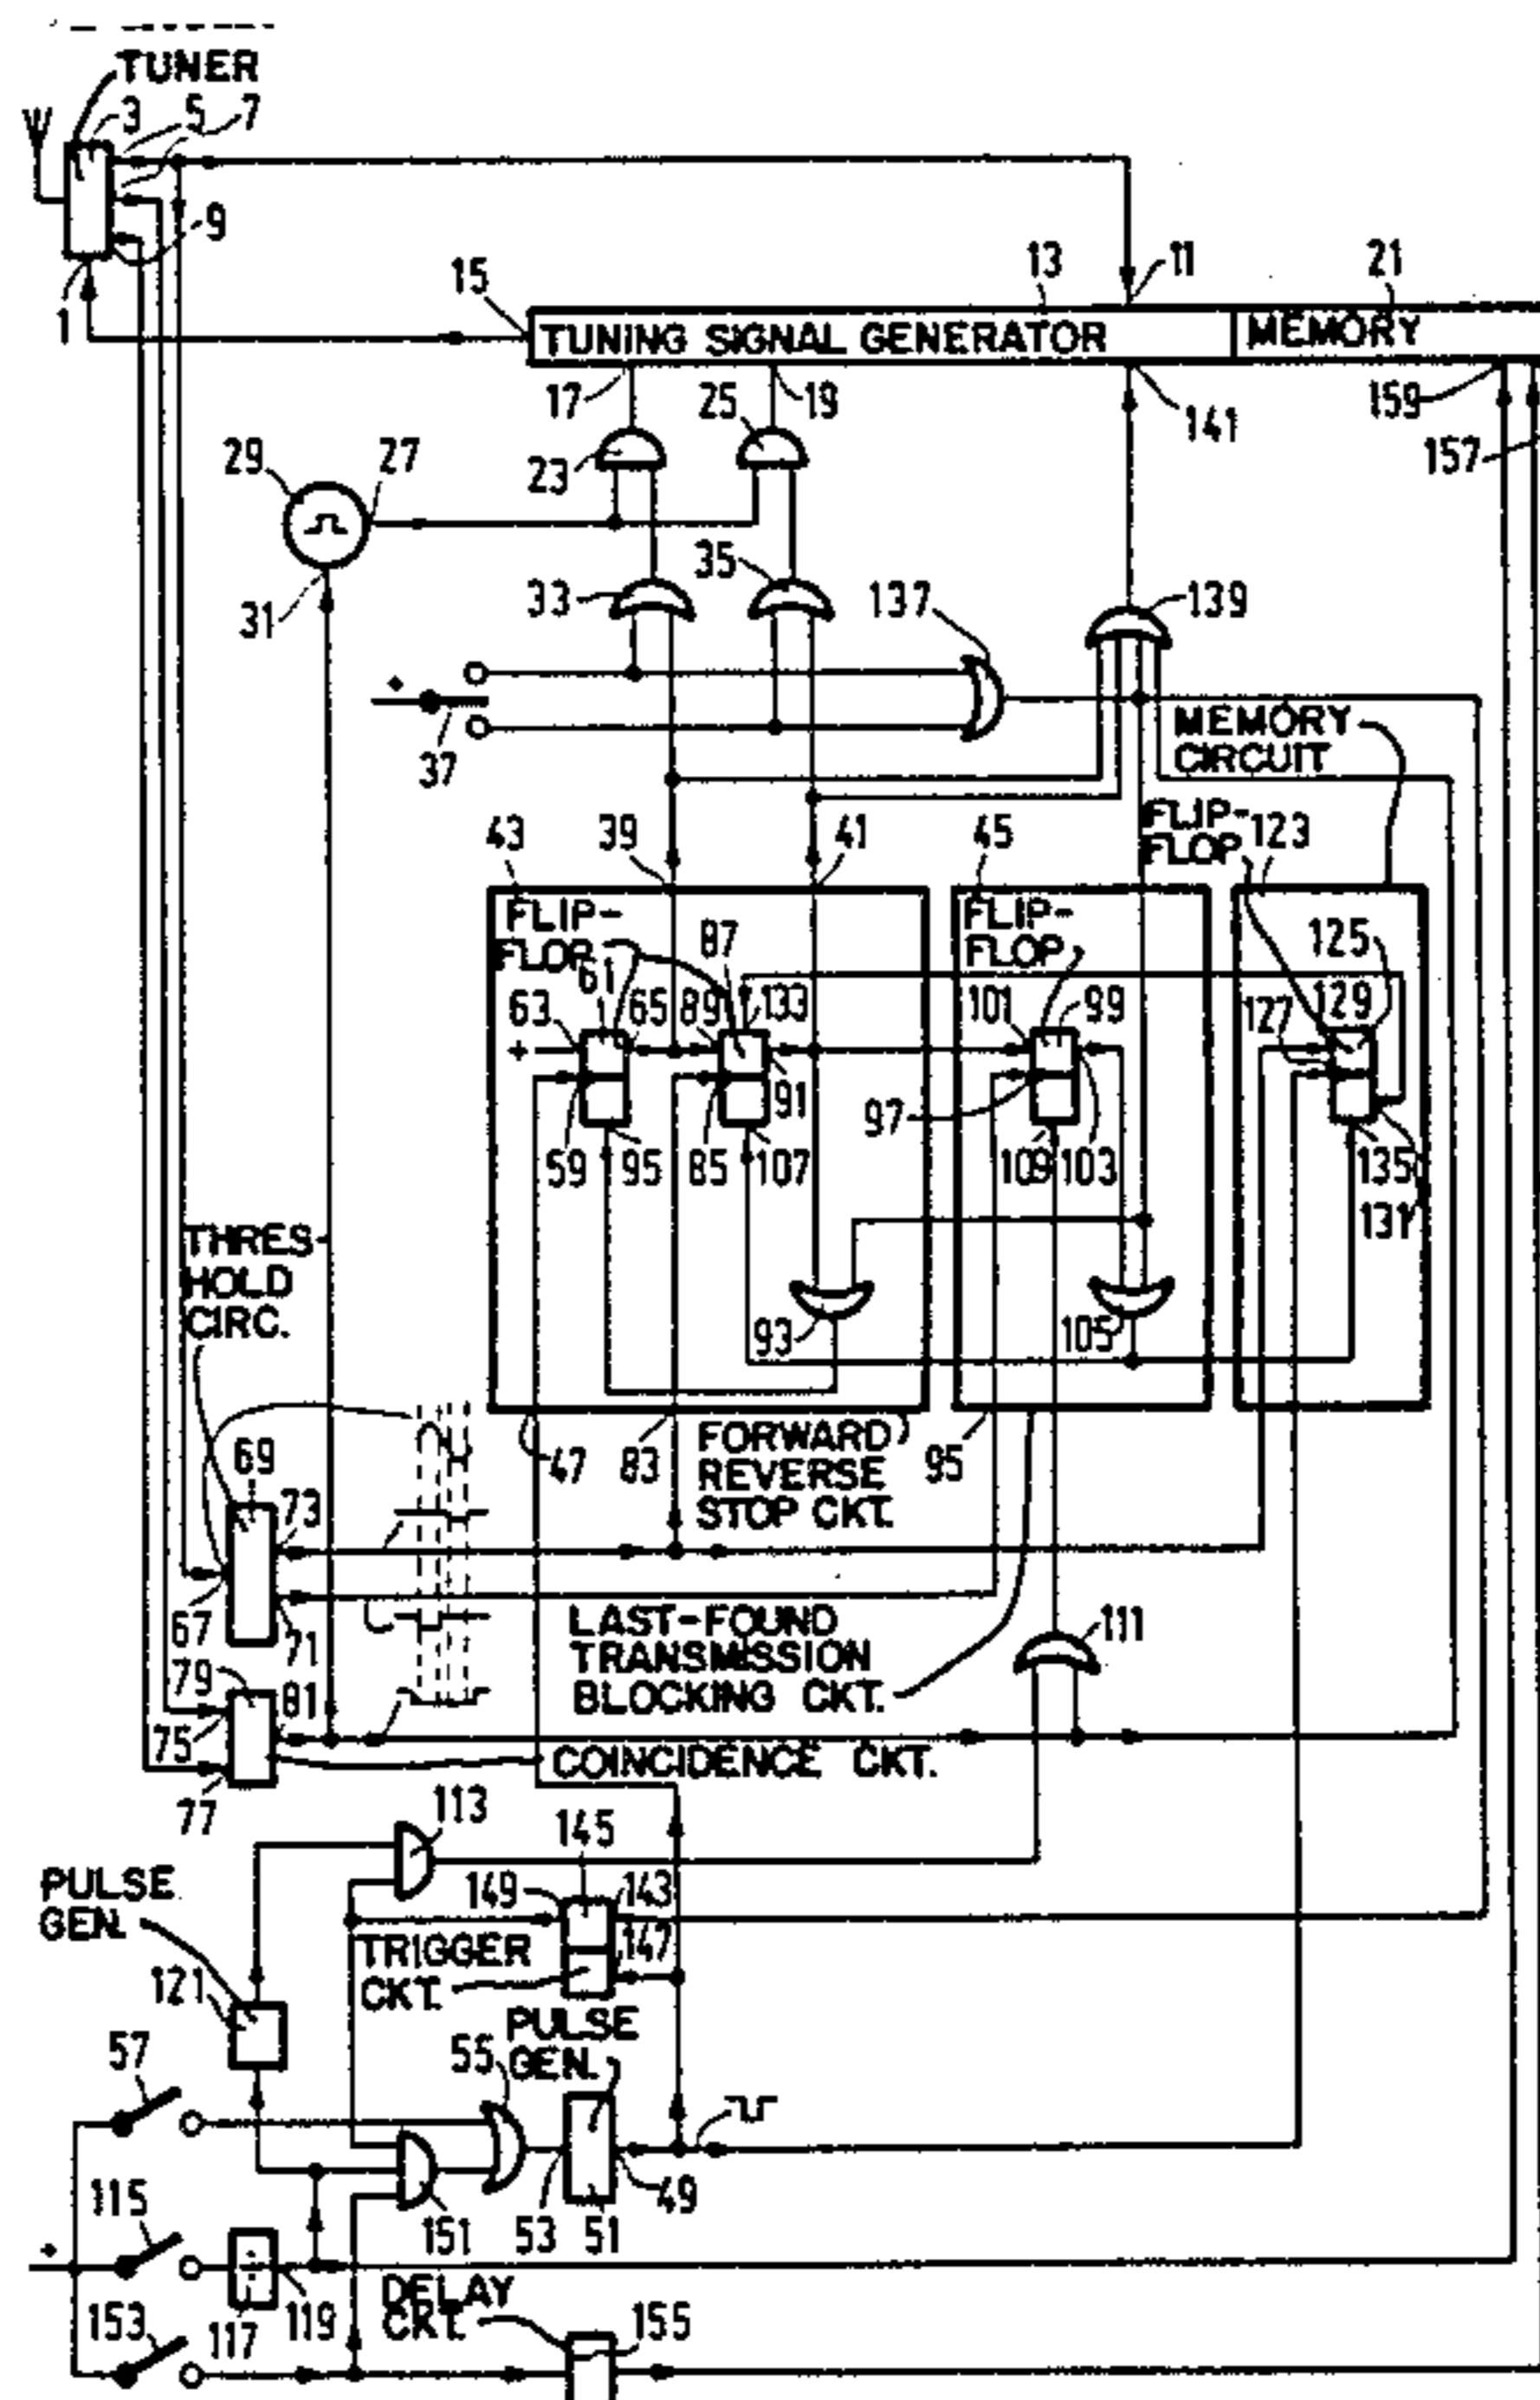 TUNER
3 5 7
9
1
15 13 11 21
TUNING SIGNAL GENERATOR MEMORY
17 25 19 141 159
29 27 23 157
35
33 137 139
31
+
37
MEMORY
CIRCUIT
43 39 41 45
FLIP-
FLOP 123
FLIP-
FLOP
87
FLIP-
FLOP
125
61
63 65 89 133 101 99 127 129
+
91
97
59 95 85 107 109 103 135
131
THRES-
HOLD
CIRC.
93 105
69
47 83
FORWARD
REVERSE
STOP CKT.
95
73
67
71
LAST-FOUND
TRANSMISSION
BLOCKING CKT.
111
79
81
75
77
COINCIDENCE CKT.
113
145
PULSE
GEN.
149 143
TRIGGER
CKT.
147
121
PULSE
GEN.
57 55
49
115
151 53 51
+
153 117 119
DELAY
CKT.
155